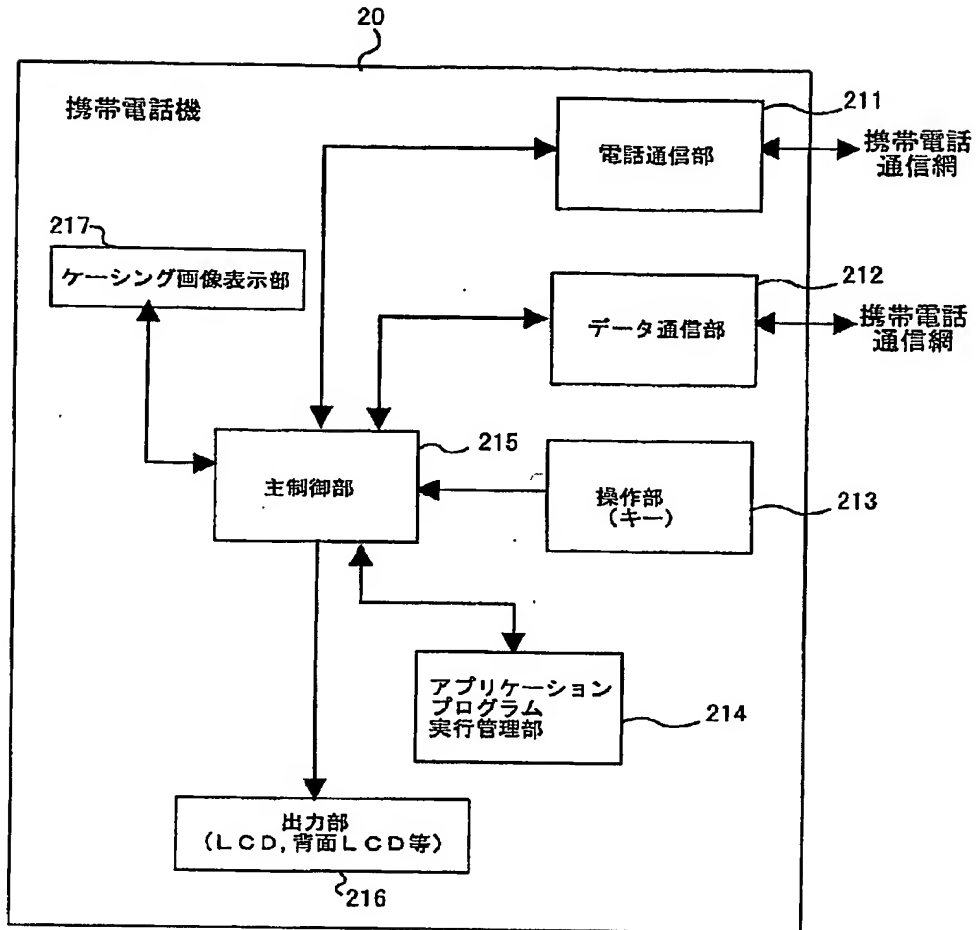 20
携帯電話機
211
電話通信部
携帯電話
通信網
217
ケーシング画像表示部
212
データ通信部
携帯電話
通信網
215
主制御部
操作部
(キー)
213
アプリケーション
プログラム
実行管理部
214
出力部
(LCD,背面LCD等)
216